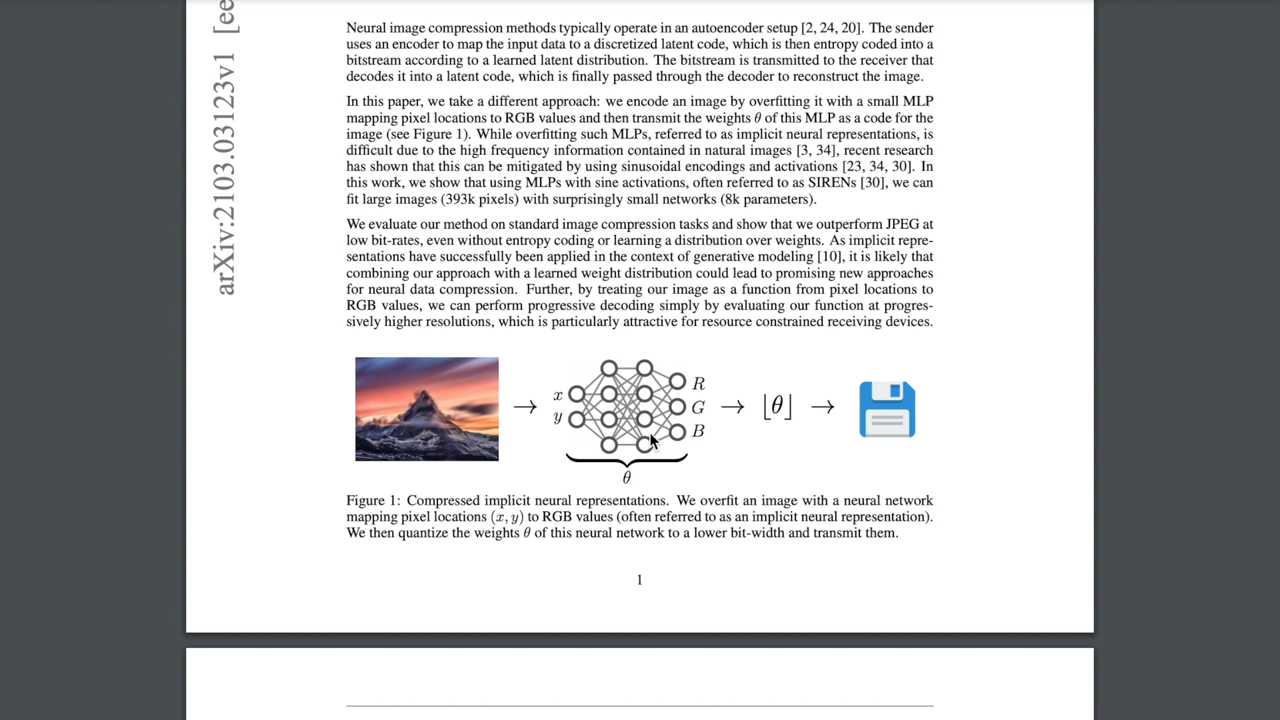 arXiv:2103.03123v1 [ee
Neural image compression methods typically operate in an autoencoder setup [2, 24, 20]. The sender
uses an encoder to map the input data to a discretized latent code, which is then entropy coded into a
bitstream according to a learned latent distribution. The bitstream is transmitted to the receiver that
decodes it into a latent code, which is finally passed through the decoder to reconstruct the image.
In this paper, we take a different approach: we encode an image by overfitting it with a small MLP
mapping pixel locations to RGB values and then transmit the weights θ of this MLP as a code for the
image (see Figure 1). While overfitting such MLPs, referred to as implicit neural representations, is
difficult due to the high frequency information contained in natural images [3, 34], recent research
has shown that this can be mitigated by using sinusoidal encodings and activations [23, 34, 30]. In
this work, we show that using MLPs with sine activations, often referred to as SIRENs [30], we can
fit large images (393k pixels) with surprisingly small networks (8k parameters).
We evaluate our method on standard image compression tasks and show that we outperform JPEG at
low bit-rates, even without entropy coding or learning a distribution over weights. As implicit repre-
sentations have successfully been applied in the context of generative modeling [10], it is likely that
combining our approach with a learned weight distribution could lead to promising new approaches
for neural data compression. Further, by treating our image as a function from pixel locations to
RGB values, we can perform progressive decoding simply by evaluating our function at progres-
sively higher resolutions, which is particularly attractive for resource constrained receiving devices.
x
y
R
G
B
→ ⌊θ⌋ →
θ
Figure 1: Compressed implicit neural representations. We overfit an image with a neural network
mapping pixel locations (x, y) to RGB values (often referred to as an implicit neural representation).
We then quantize the weights θ of this neural network to a lower bit-width and transmit them.
1